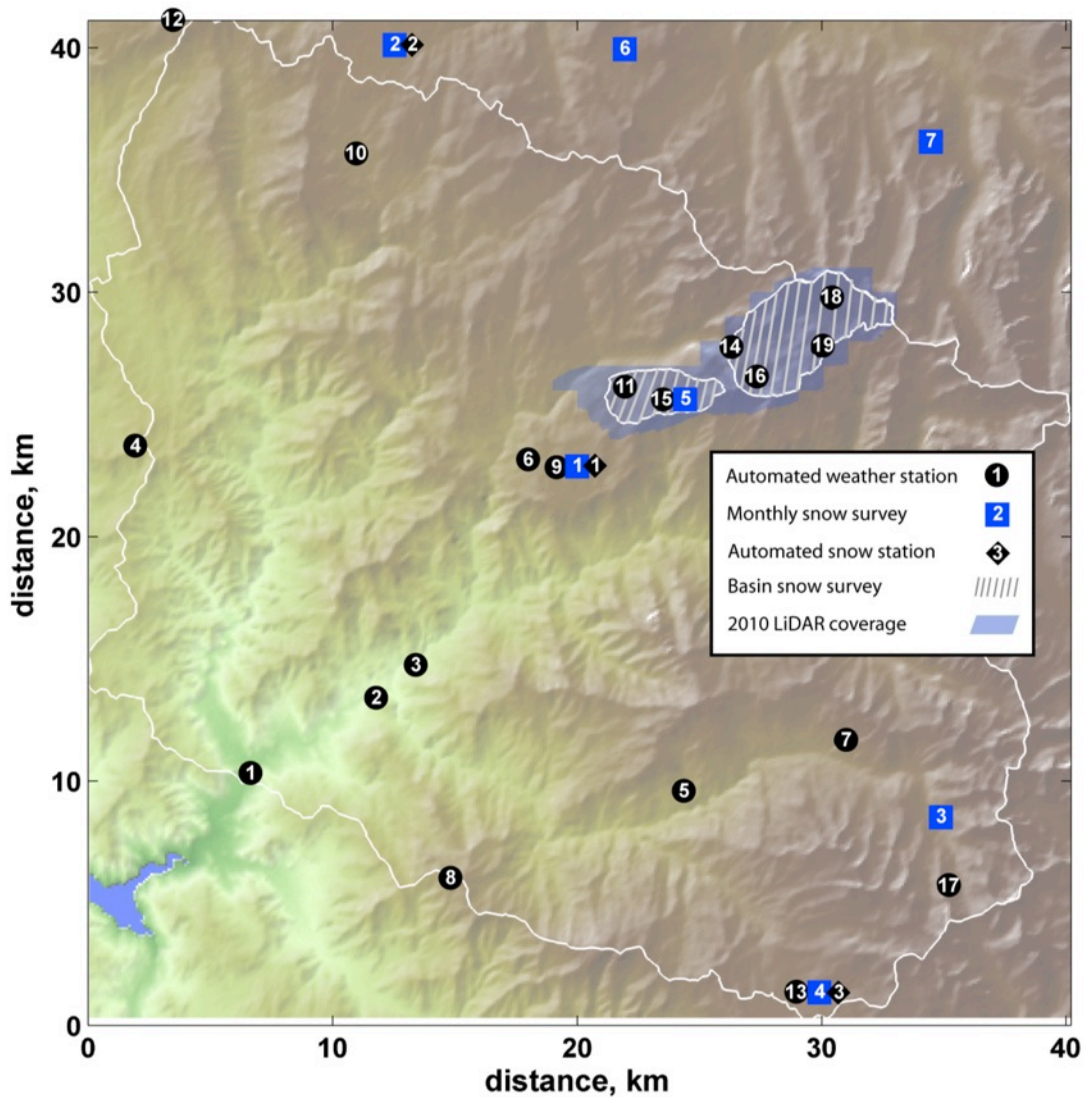 12
2 2
6
40
7
10
30
18
14 19
16
11
15 5
4
6 9 1 1
Automated weather station 1
Monthly snow survey 2
Automated snow station 3
Basin snow survey
2010 LiDAR coverage
20
distance, km
3
2
7
1
10
5
3
8
17
13 4 3
0
0 10 20 30 40
distance, km